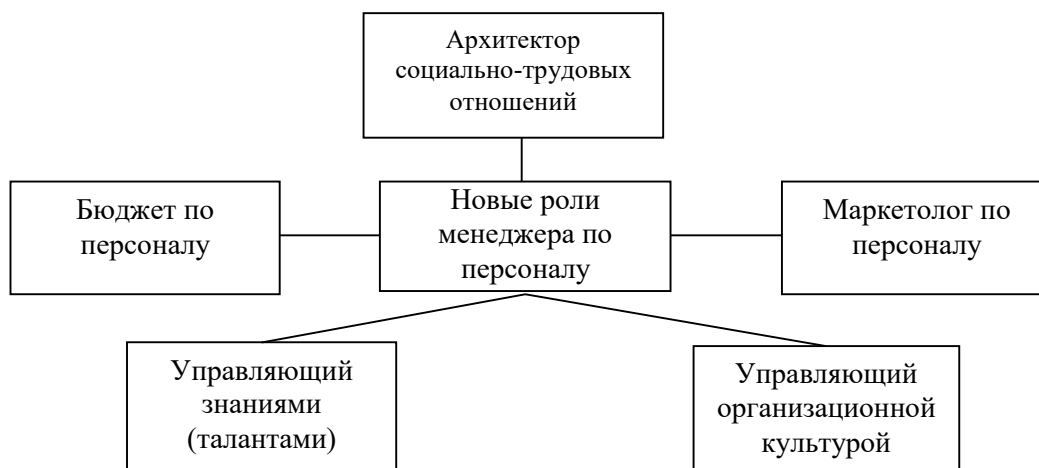 Архитектор
социально-трудовых
отношений
Бюджет по
персоналу
Новые роли
менеджера по
персоналу
Маркетолог по
персоналу
Управляющий
знаниями
(талантами)
Управляющий
организационной
культурой